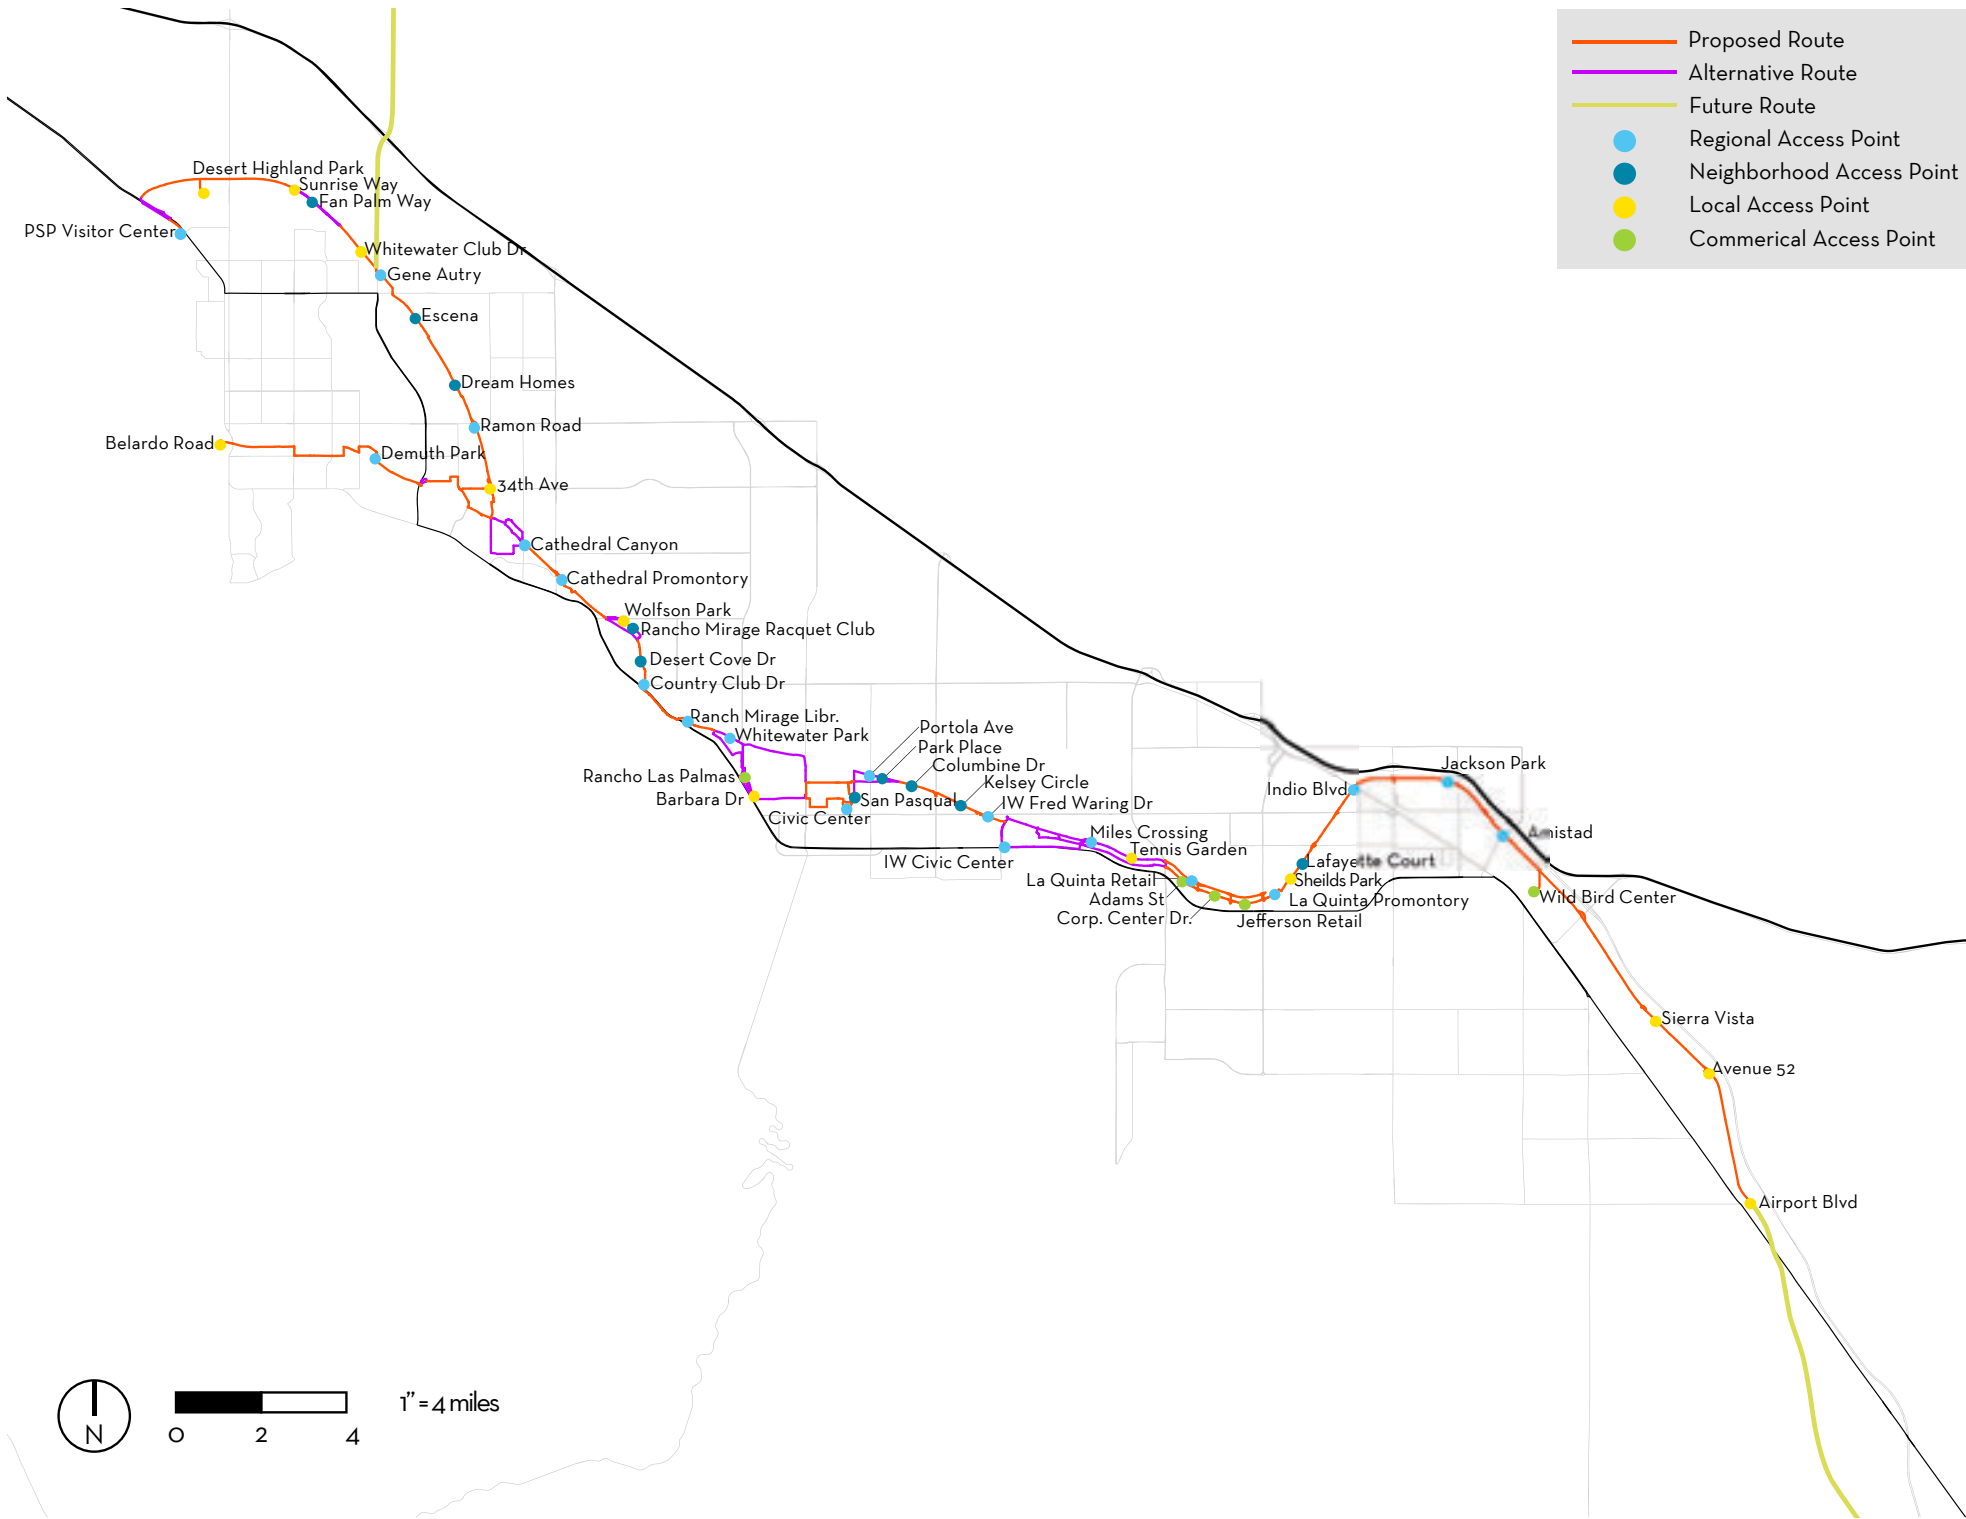 Proposed Route
Alternative Route
Future Route
Regional Access Point
Neighborhood Access Point
Local Access Point
Commerical Access Point
Desert Highland Park
Sunrise Way
Fan Palm Way
PSP Visitor Center
Whitewater Club Dr
Gene Autry
Escena
Dream Homes
Ramon Road
Belardo Road
Demuth Park
34th Ave
Cathedral Canyon
Cathedral Promontory
Wolfson Park
Rancho Mirage Racquet Club
Desert Cove Dr
Country Club Dr
Ranch Mirage Libr.
Whitewater Park
Portola Ave
Park Place
Columbine Dr
Kelsey Circle
Rancho Las Palmas
Barbara Dr
San Pasqual
IW Fred Waring Dr
Civic Center
IW Civic Center
Miles Crossing
Tennis Garden
Jackson Park
Indio Blvd
Amistad
Lafayette Court
La Quinta Retail
Sheilds Park
Adams St
La Quinta Promontory
Wild Bird Center
Corp. Center Dr.
Jefferson Retail
Sierra Vista
Avenue 52
Airport Blvd
N
0 2 4
1” = 4 miles